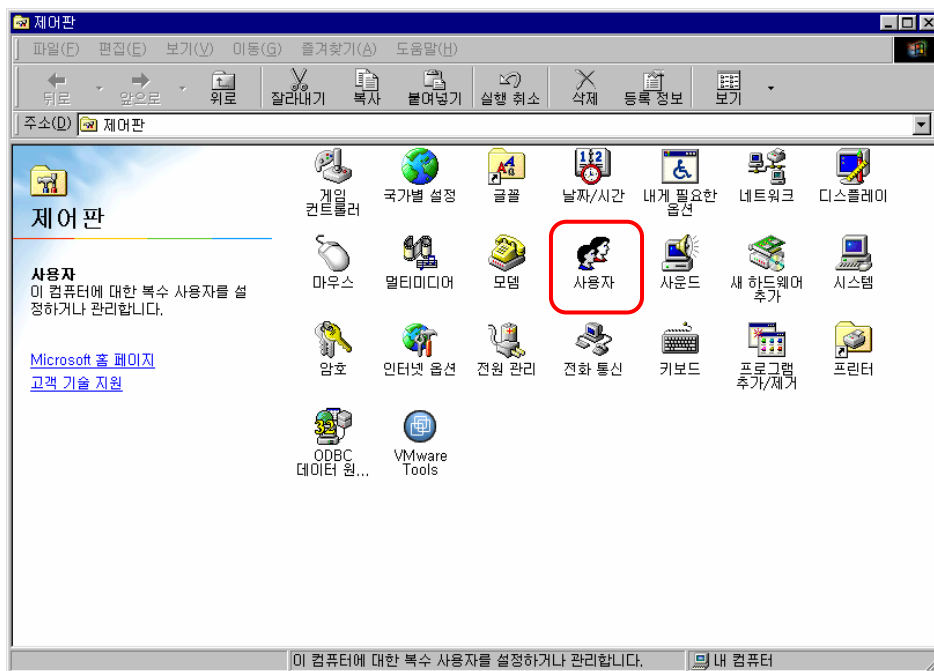 제어판
파일(F) 편집(E) 보기(V) 이동(G) 즐겨찾기(A) 도움말(H)
뒤로 앞으로 위로 잘라내기 복사 붙여넣기 실행 취소 삭제 등록 정보 보기
주소(D) 제어판
제어판
사용자
이 컴퓨터에 대한 복수 사용자를 설
정하거나 관리합니다.
Microsoft 홈 페이지
고객 기술 지원
게임
컨트롤러
국가별 설정
글꼴
날짜/시간
내게 필요한
옵션
네트워크
디스플레이
마우스
멀티미디어
모뎀
사용자
사운드
새 하드웨어
추가
시스템
암호
인터넷 옵션
전원 관리
전화 통신
키보드
프로그램
추가/제거
프린터
ODBC
데이터 원...
VMware
Tools
이 컴퓨터에 대한 복수 사용자를 설정하거나 관리합니다.
내 컴퓨터